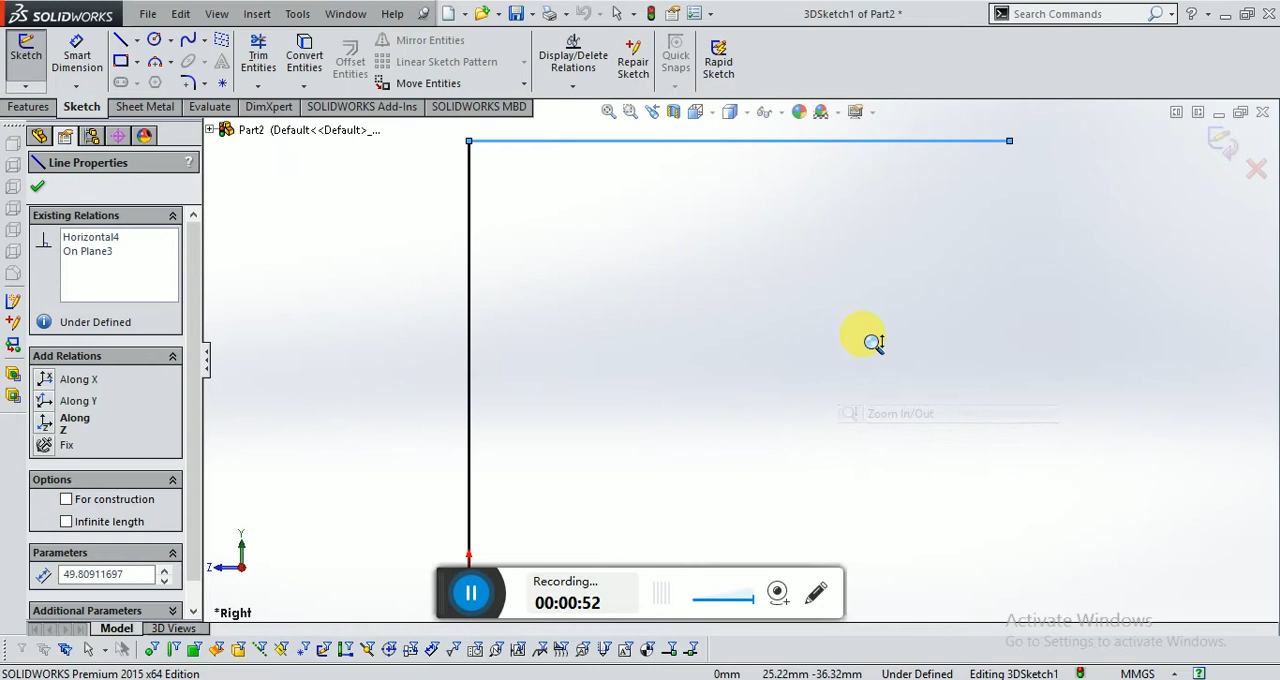 SOLIDWORKS File Edit View Insert Tools Window Help 3DSketch1 of Part2 * Search Commands
Sketch
Smart Dimension
Trim Entities
Convert Entities
Offset Entities
Mirror Entities
Linear Sketch Pattern
Move Entities
Display/Delete Relations
Repair Sketch
Quick Snaps
Rapid Sketch
Features Sketch Sheet Metal Evaluate DimXpert SOLIDWORKS Add-Ins SOLIDWORKS MBD
Part2 (Default<<Default>_...
Line Properties ?
Existing Relations
Horizontal4
On Plane3
Under Defined
Add Relations
Along X
Along Y
Along Z
Fix
Options
For construction
Infinite length
Parameters
49.80911697
Additional Parameters
Zoom In/Out
Y
Z
*Right
Recording...
00:00:52
Activate Windows
Go to Settings to activate Windows.
Model 3D Views
SOLIDWORKS Premium 2015 x64 Edition 0mm 25.22mm -36.32mm Under Defined Editing 3DSketch1 MMGS